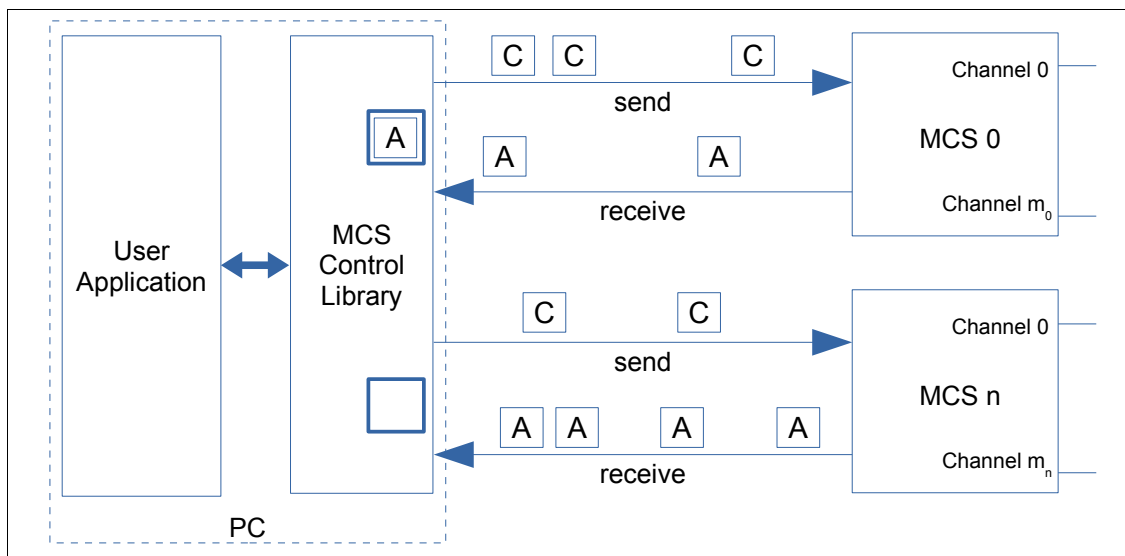 C C C
Channel 0
send
A
MCS 0
A A
Channel m0
receive
User
Application
MCS
Control
Library
C C
Channel 0
send
MCS n
A A A A
Channel mn
receive
PC